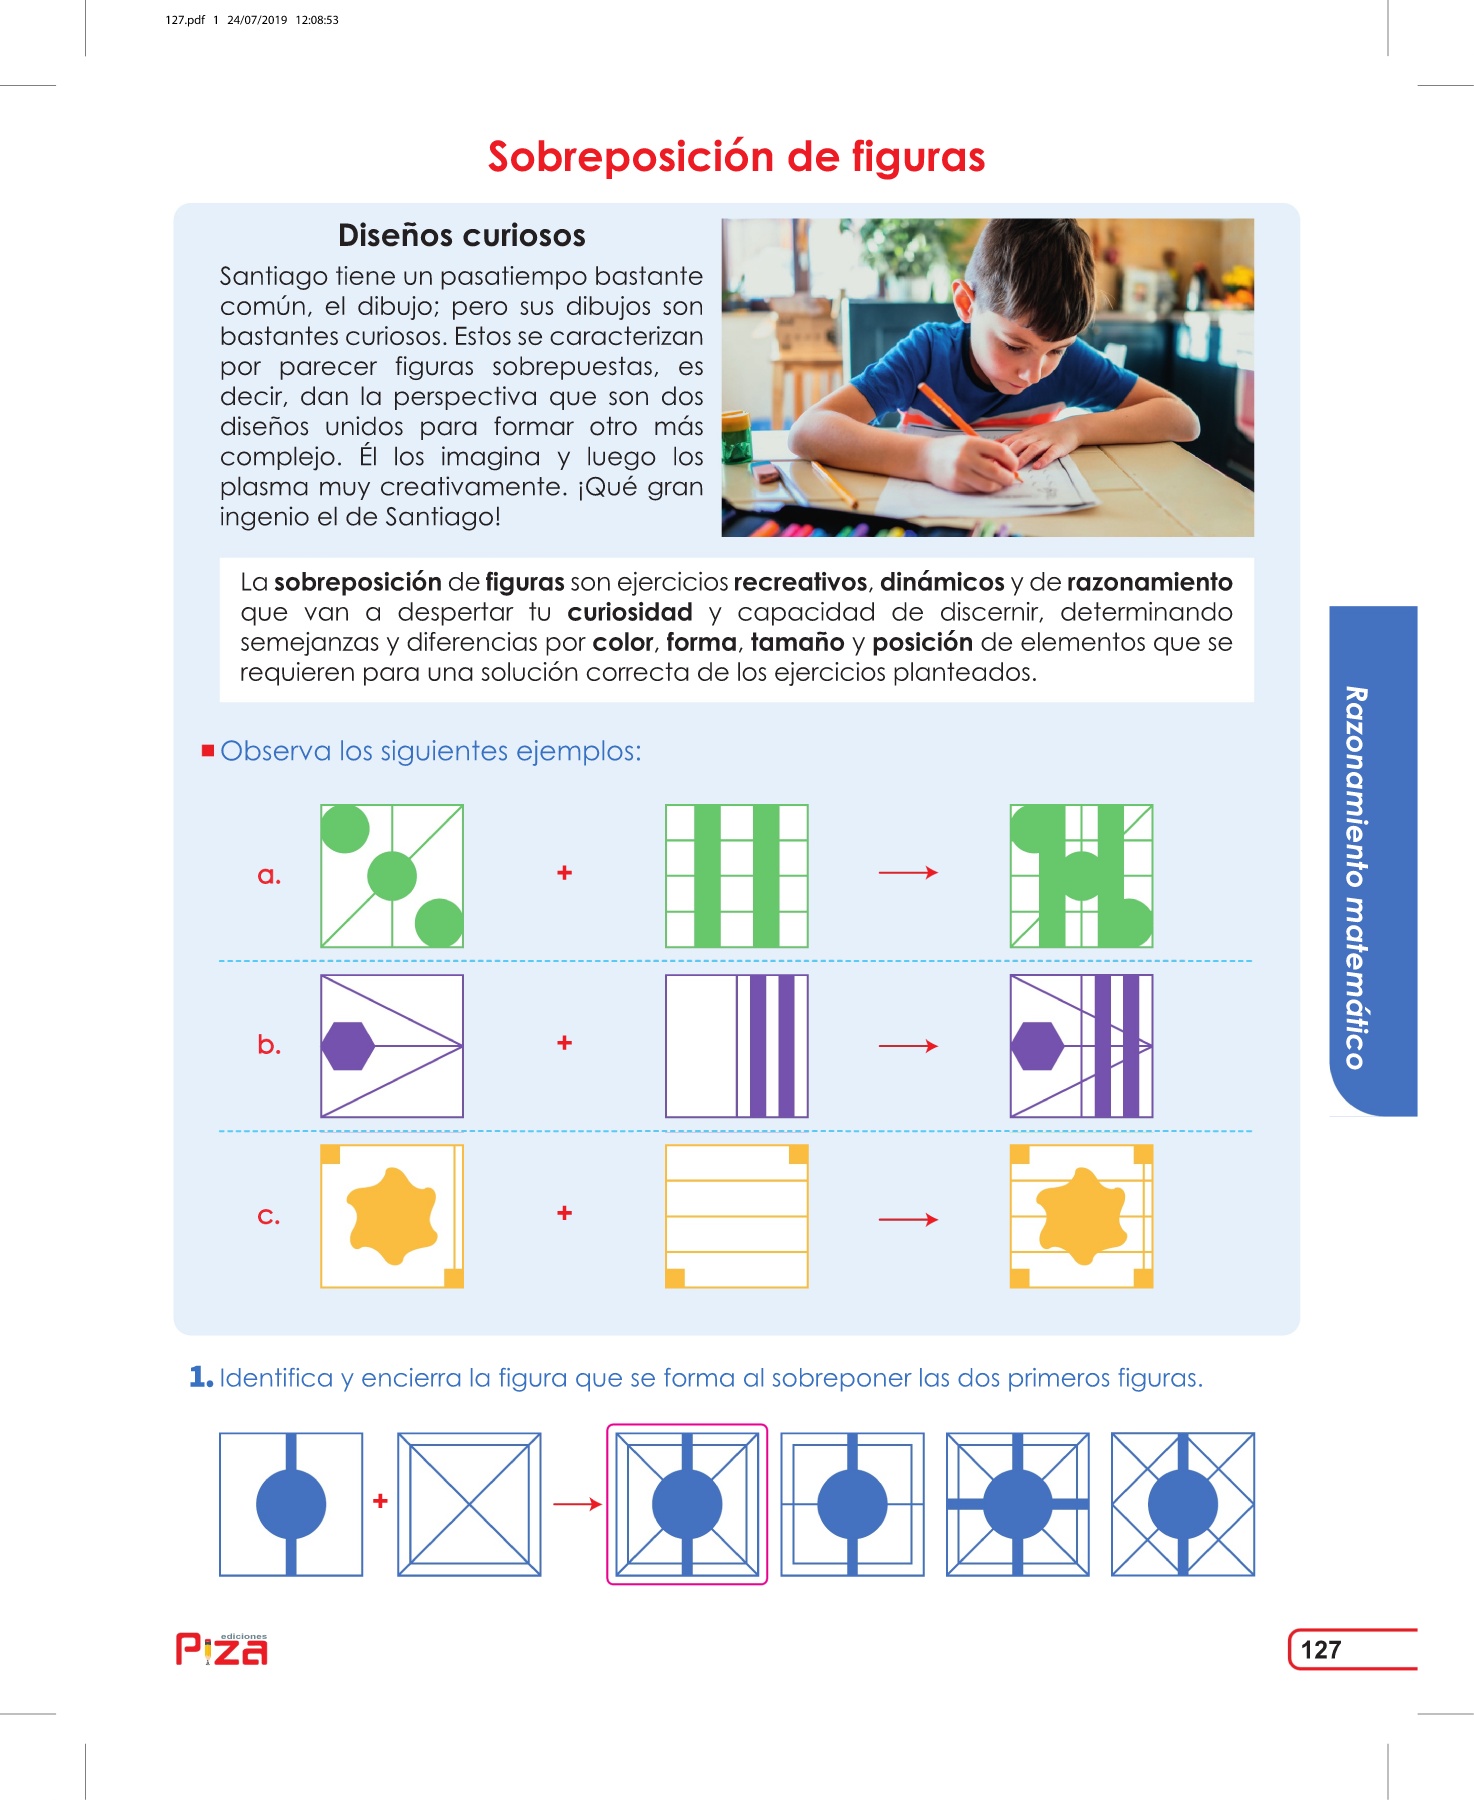 127.pdf 1 24/07/2019 12:08:53
Sobreposición de figuras
Diseños curiosos
Santiago tiene un pasatiempo bastante
común, el dibujo; pero sus dibujos son
bastantes curiosos. Estos se caracterizan
por parecer figuras sobrepuestas, es
decir, dan la perspectiva que son dos
diseños unidos para formar otro más
complejo. Él los imagina y luego los
plasma muy creativamente. ¡Qué gran
ingenio el de Santiago!
La sobreposición de figuras son ejercicios recreativos, dinámicos y de razonamiento
que van a despertar tu curiosidad y capacidad de discernir, determinando
semejanzas y diferencias por color, forma, tamaño y posición de elementos que se
requieren para una solución correcta de los ejercicios planteados.
Observa los siguientes ejemplos:
a. +
b. +
c. +
Razonamiento matemático
1. Identifica y encierra la figura que se forma al sobreponer las dos primeros figuras.
+
ediciones
Piza
127